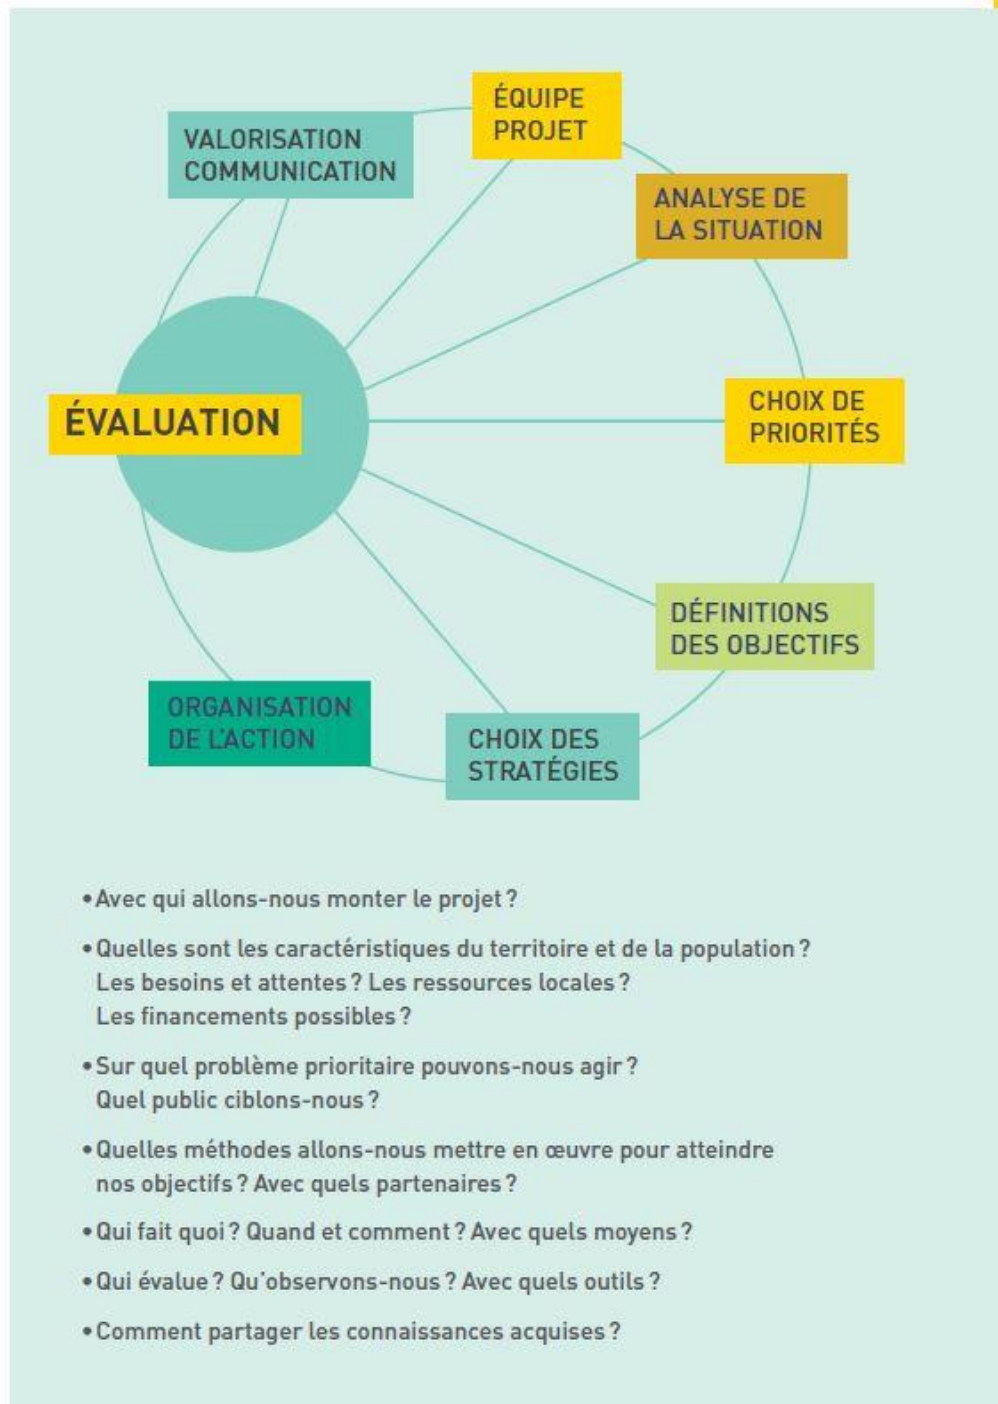 ÉQUIPE
PROJET
VALORISATION
COMMUNICATION
ANALYSE DE
LA SITUATION
CHOIX DE
PRIORITÉS
ÉVALUATION
DÉFINITIONS
DES OBJECTIFS
ORGANISATION
DE L'ACTION
CHOIX DES
STRATÉGIES
• Avec qui allons-nous monter le projet ?
• Quelles sont les caractéristiques du territoire et de la population ?
Les besoins et attentes ? Les ressources locales ?
Les financements possibles ?
• Sur quel problème prioritaire pouvons-nous agir ?
Quel public ciblons-nous ?
• Quelles méthodes allons-nous mettre en œuvre pour atteindre
nos objectifs ? Avec quels partenaires ?
• Qui fait quoi ? Quand et comment ? Avec quels moyens ?
• Qui évalue ? Qu'observons-nous ? Avec quels outils ?
• Comment partager les connaissances acquises ?